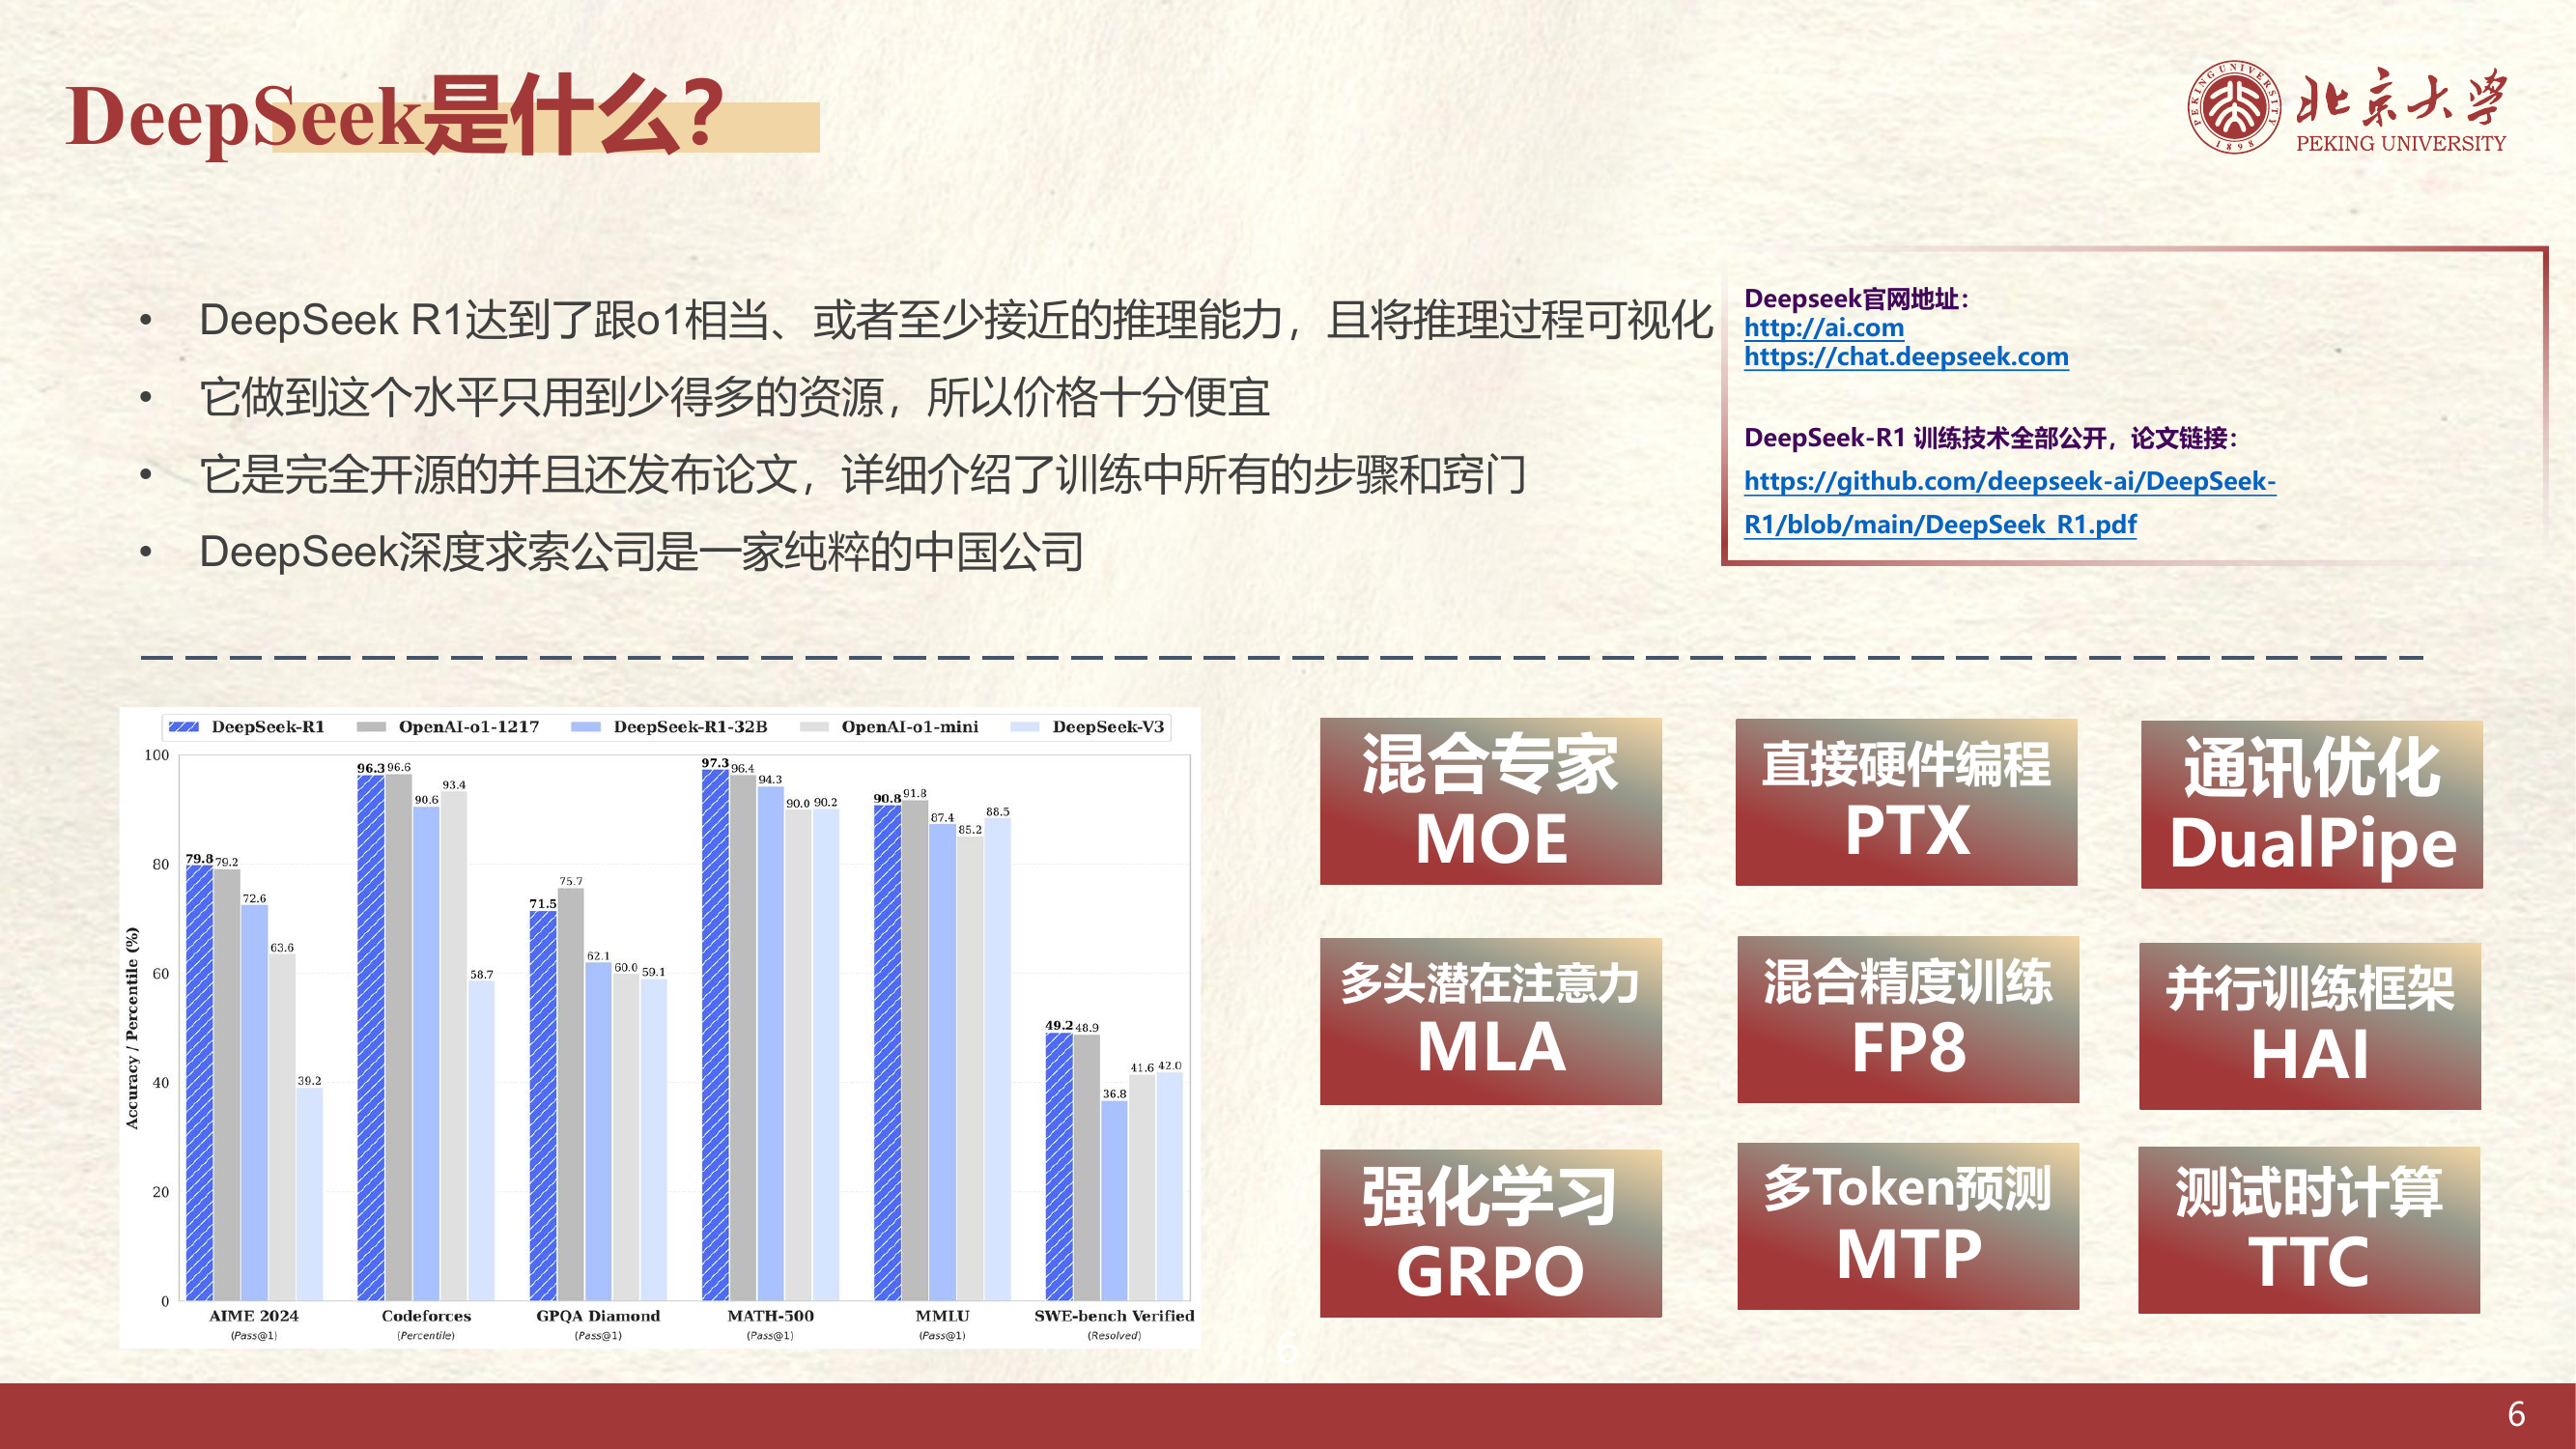 DeepSeek是什么？
北京大学
PEKING UNIVERSITY
PEKING UNIVERSITY
1898
• DeepSeek R1达到了跟o1相当、或者至少接近的推理能力，且将推理过程可视化
• 它做到这个水平只用到少得多的资源，所以价格十分便宜
• 它是完全开源的并且还发布论文，详细介绍了训练中所有的步骤和窍门
• DeepSeek深度求索公司是一家纯粹的中国公司
Deepseek官网地址：
http://ai.com
https://chat.deepseek.com
DeepSeek-R1 训练技术全部公开，论文链接：
https://github.com/deepseek-ai/DeepSeek-
R1/blob/main/DeepSeek_R1.pdf
DeepSeek-R1 OpenAI-o1-1217 DeepSeek-R1-32B OpenAI-o1-mini DeepSeek-V3
Accuracy / Percentile (%)
100
80
60
40
20
0
79.8 79.2 72.6 63.6 39.2
96.3 96.6 90.6 93.4 58.7
71.5 75.7 62.1 60.0 59.1
97.3 96.4 94.3 90.0 90.2
90.8 91.8 87.4 85.2 88.5
49.2 48.9 36.8 41.6 42.0
AIME 2024 Codeforces GPQA Diamond MATH-500 MMLU SWE-bench Verified
(Pass@1) (Percentile) (Pass@1) (Pass@1) (Pass@1) (Resolved)
混合专家
MOE
直接硬件编程
PTX
通讯优化
DualPipe
多头潜在注意力
MLA
混合精度训练
FP8
并行训练框架
HAI
强化学习
GRPO
多Token预测
MTP
测试时计算
TTC
6
6